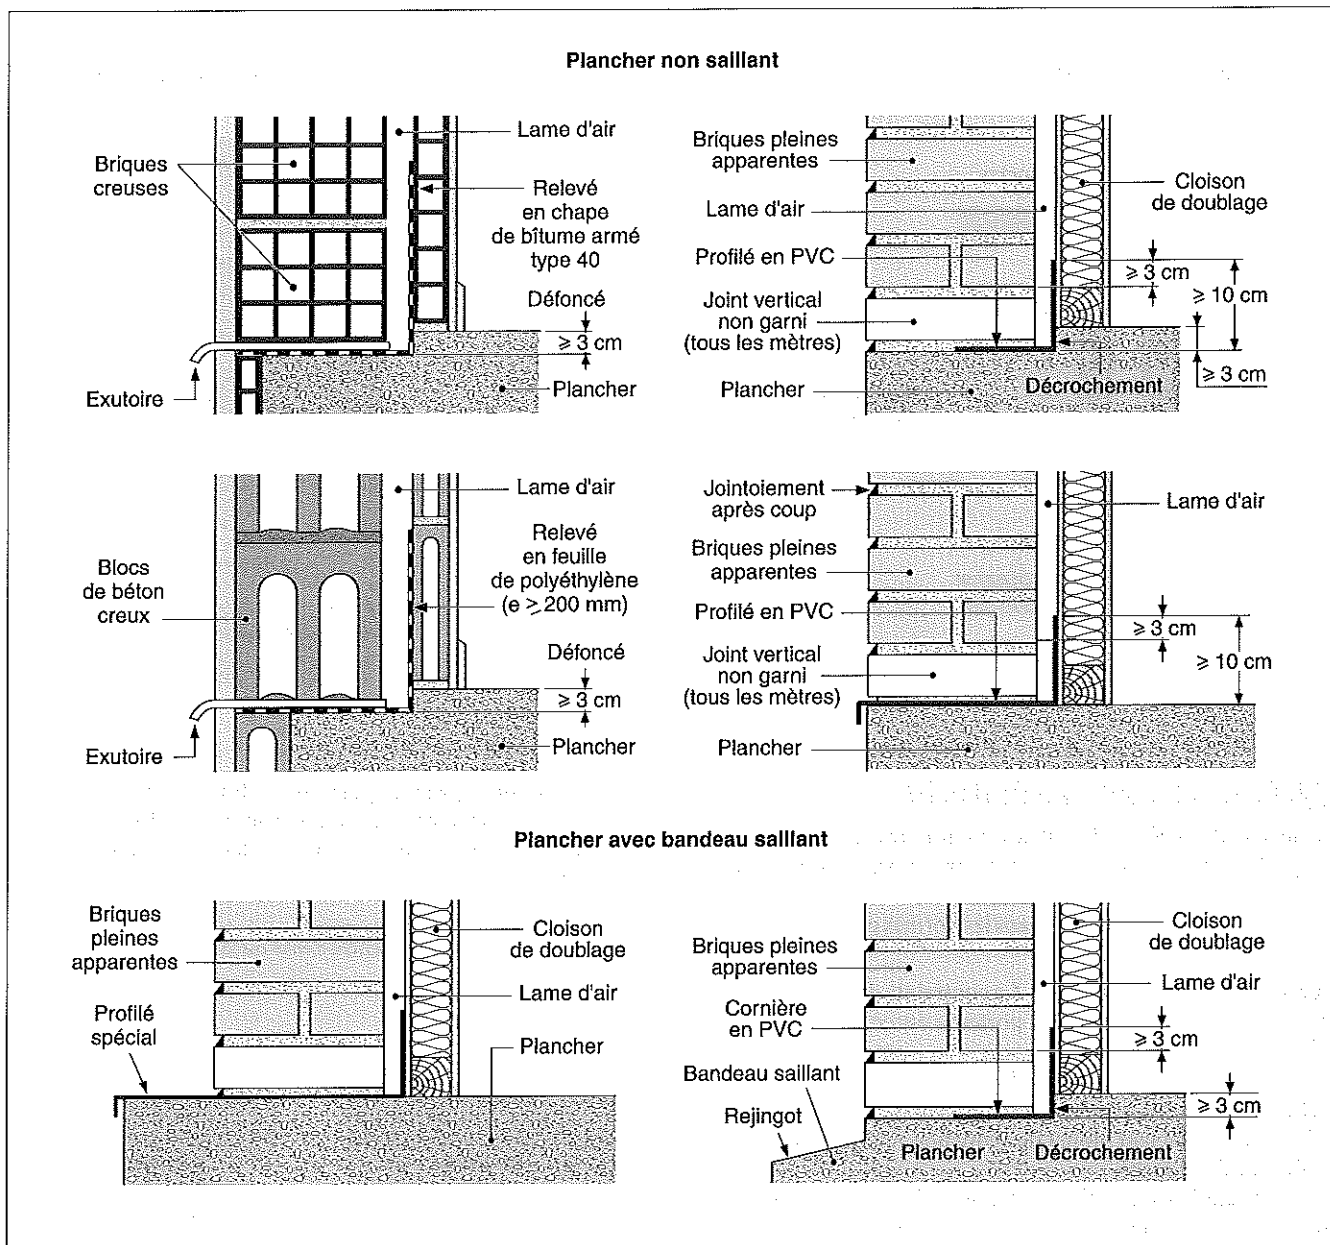 Plancher non saillant
Lame d'air
Briques
creuses
Relevé
en chape
de bîtume armé
type 40
Défoncé
⩾ 3 cm
Plancher
Exutoire
Briques pleines
apparentes
Lame d'air
Profilé en PVC
Joint vertical
non garni
(tous les mètres)
Plancher
Cloison
de doublage
⩾ 3 cm
⩾ 10 cm
⩾ 3 cm
Décrochement
Lame d'air
Blocs
de béton
creux
Relevé
en feuille
de polyéthylène
(e ⩾ 200 mm)
Défoncé
⩾ 3 cm
Plancher
Exutoire
Jointoiement
après coup
Briques pleines
apparentes
Profilé en PVC
Joint vertical
non garni
(tous les mètres)
Plancher
Lame d'air
⩾ 3 cm
⩾ 10 cm
Plancher avec bandeau saillant
Briques
pleines
apparentes
Profilé
spécial
Cloison
de doublage
Lame d'air
Plancher
Briques pleines
apparentes
Cornière
en PVC
Bandeau saillant
Rejingot
Plancher
Cloison
de doublage
Lame d'air
⩾ 3 cm
⩾ 3 cm
Décrochement